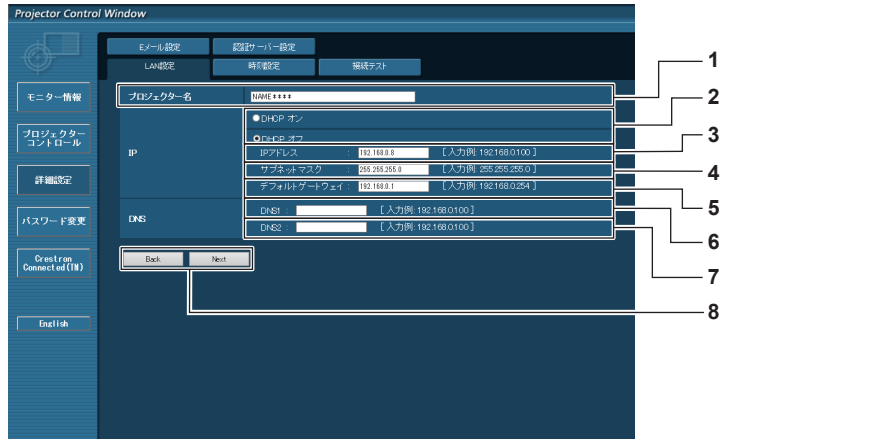 Projector Control Window
Eメール設定 認証サーバー設定
LAN設定 時刻設定 接続テスト
モニター情報
プロジェクター
コントロール
詳細設定
パスワード変更
Crestron
Connected(TM)
English
プロジェクター名 NAME****
IP
DHCP オン
DHCP オフ
IPアドレス : 192.168.0.8 [入力例: 192.168.0.100]
サブネットマスク : 255.255.255.0 [入力例: 255.255.255.0]
デフォルトゲートウェイ : 192.168.0.1 [入力例: 192.168.0.254]
DNS
DNS1 : [入力例: 192.168.0.100]
DNS2 : [入力例: 192.168.0.100]
Back Next
1
2
3
4
5
6
7
8